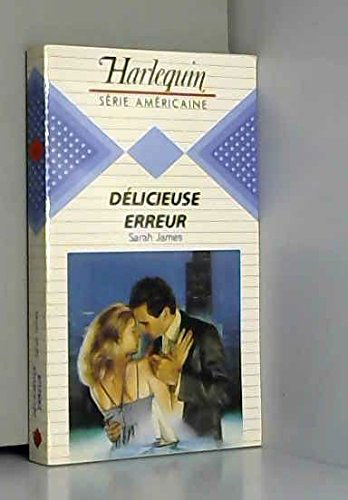 Harlequin
SÉRIE AMÉRICAINE
DÉLICIEUSE
ERREUR
Sarah James